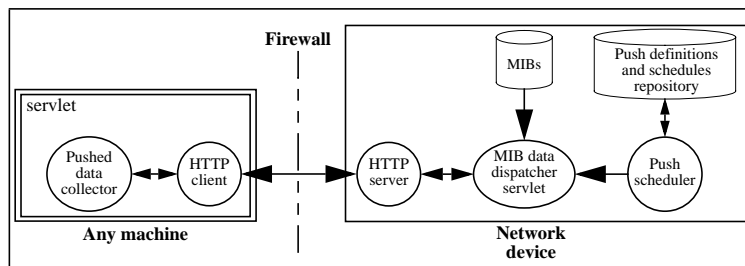 Firewall
servlet
Pushed
data
collector
HTTP
client
Any machine
MIBs
Push definitions
and schedules
repository
HTTP
server
MIB data
dispatcher
servlet
Push
scheduler
Network
device